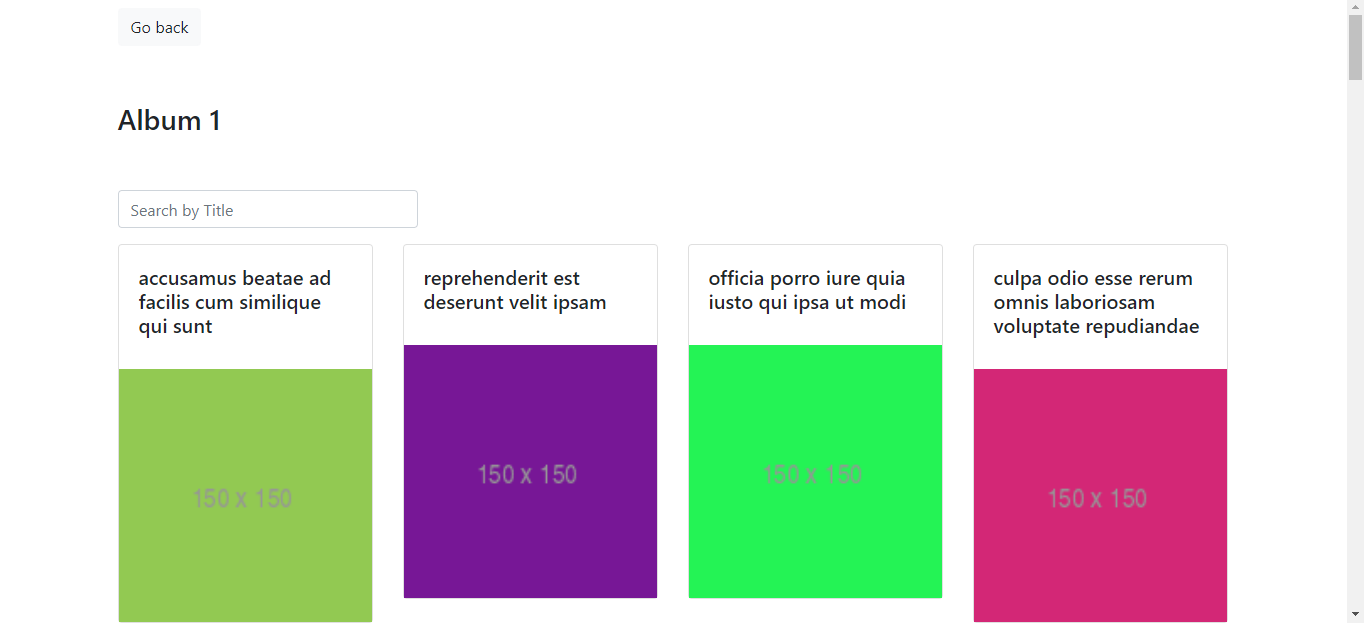 Go back
Album 1
Search by Title
accusamus beatae ad
facilis cum similique
qui sunt
reprehenderit est
deserunt velit ipsam
officia porro iure quia
iusto qui ipsa ut modi
culpa odio esse rerum
omnis laboriosam
voluptate repudiandae
150 x 150
150 x 150
150 x 150
150 x 150